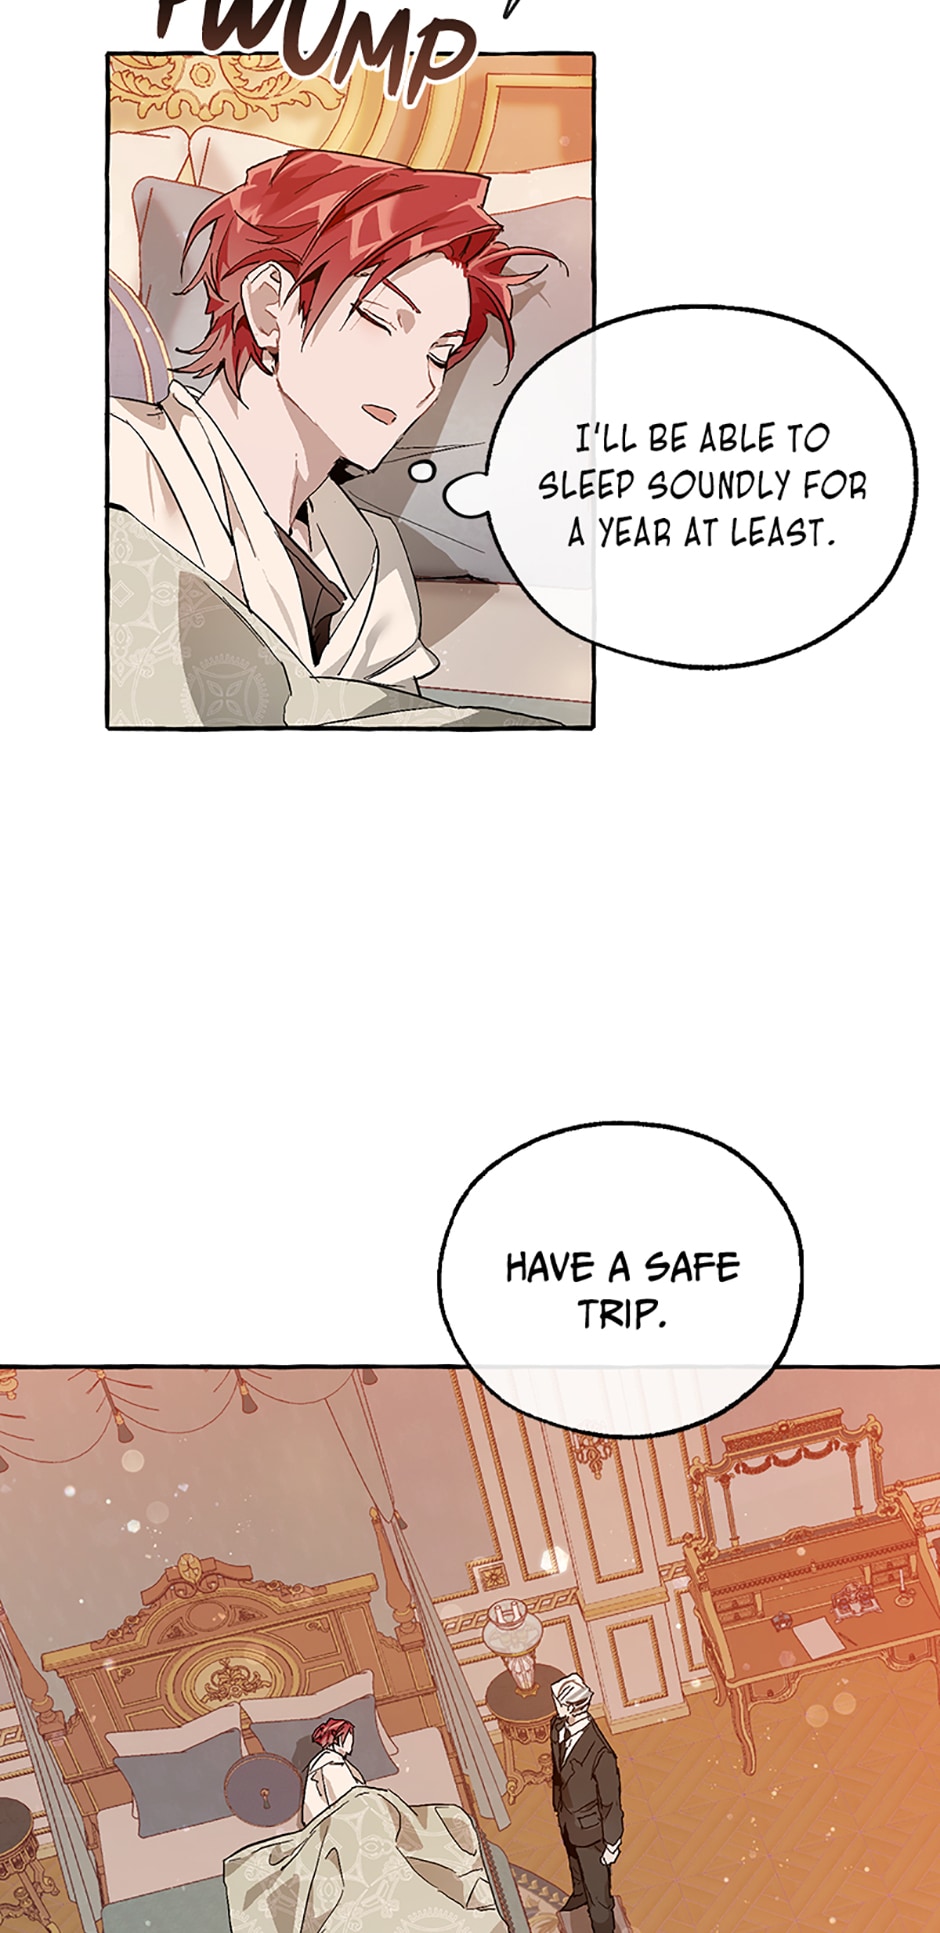 FWUMP
I'LL BE ABLE TO
SLEEP SOUNDLY FOR
A YEAR AT LEAST.
HAVE A SAFE
TRIP.